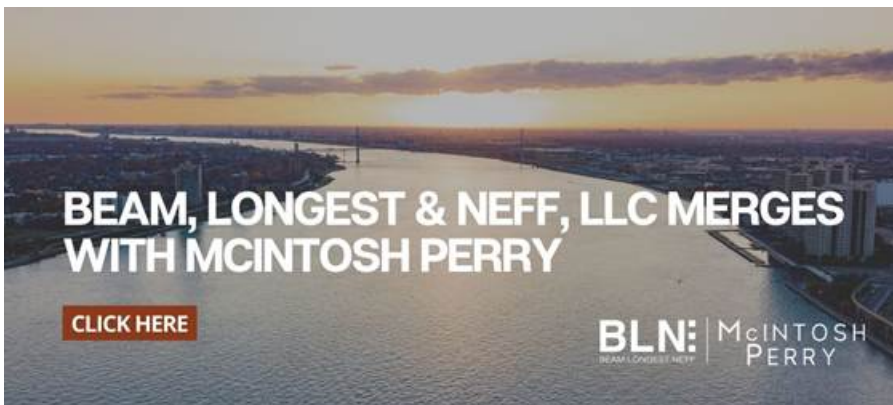 BEAM, LONGEST & NEFF, LLC MERGES
WITH MCINTOSH PERRY
CLICK HERE
BLN
BEAM LONGEST NEFF
MCINTOSH
PERRY